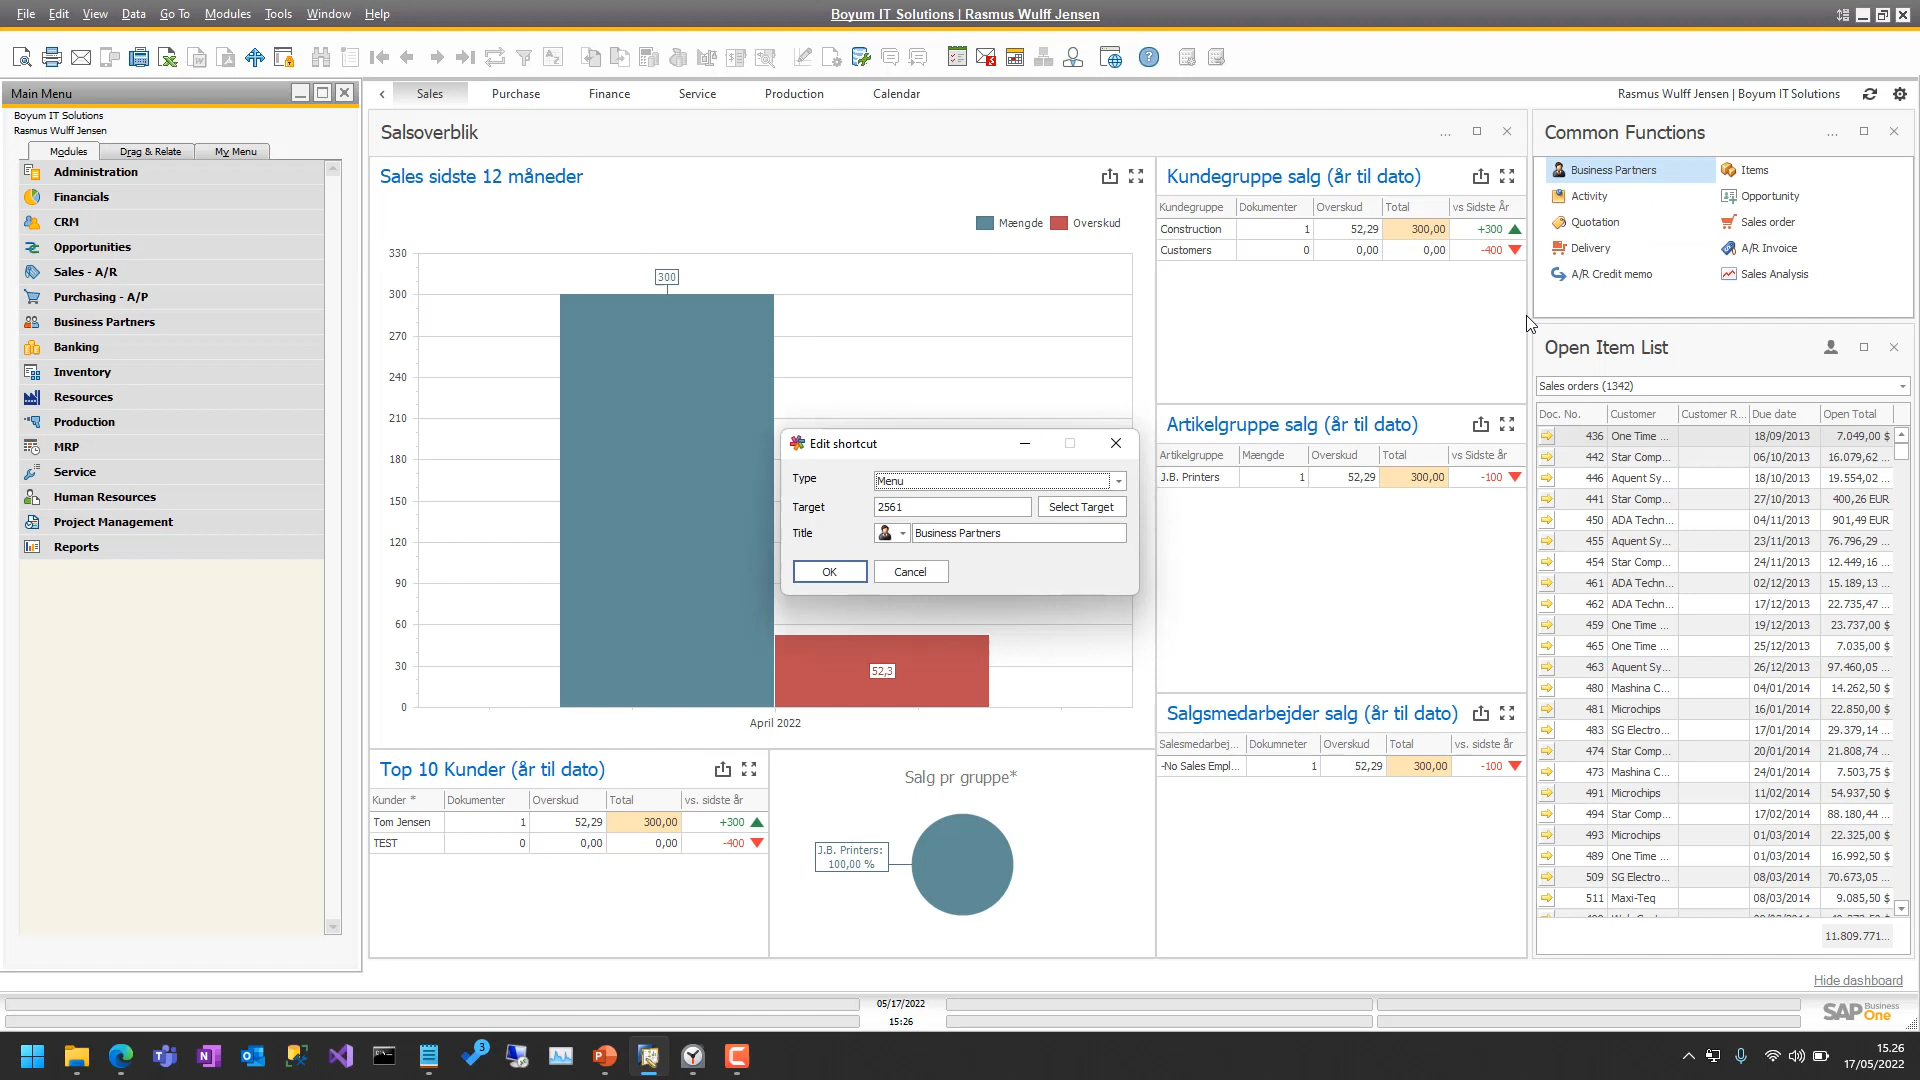 File Edit View Data Go To Modules Tools Window Help
Boyum IT Solutions | Rasmus Wulff Jensen
Main Menu
Boyum IT Solutions
Rasmus Wulff Jensen
Modules Drag & Relate My Menu
Administration
Financials
CRM
Opportunities
Sales - A/R
Purchasing - A/P
Business Partners
Banking
Inventory
Resources
Production
MRP
Service
Human Resources
Project Management
Reports
Sales Purchase Finance Service Production Calendar
Rasmus Wulff Jensen | Boyum IT Solutions
Salsoverblik
Sales sidste 12 måneder
Mængde Overskud
330
300
270
240
210
180
150
120
90
60
30
0
300
52,3
April 2022
Kundegruppe salg (år til dato)
Kundegruppe Dokumenter Overskud Total vs Sidste År
Construction 1 52,29 300,00 +300
Customers 0 0,00 0,00 -400
Artikelgruppe salg (år til dato)
Artikelgruppe Mængde Overskud Total vs Sidste År
J.B. Printers 1 52,29 300,00 -100
Salgsmedarbejder salg (år til dato)
Salesmedarbej... Dokumneter Overskud Total vs. sidste år
-No Sales Empl... 1 52,29 300,00 -100
Top 10 Kunder (år til dato)
Kunder * Dokumenter Overskud Total vs. sidste år
Tom Jensen 1 52,29 300,00 +300
TEST 0 0,00 0,00 -400
Salg pr gruppe*
J.B. Printers:
100,00 %
Edit shortcut
Type Menu
Target 2561 Select Target
Title Business Partners
OK Cancel
Common Functions
Business Partners Items
Activity Opportunity
Quotation Sales order
Delivery A/R Invoice
A/R Credit memo Sales Analysis
Open Item List
Sales orders (1342)
Doc. No. Customer Customer R... Due date Open Total
436 One Time ... 18/09/2013 7.049,00 $
442 Star Comp... 06/10/2013 16.079,62 ...
446 Aquent Sy... 18/10/2013 19.554,02 ...
441 Star Comp... 27/10/2013 400,26 EUR
450 ADA Techn... 04/11/2013 901,49 EUR
455 Aquent Sy... 23/11/2013 76.796,29 ...
454 Star Comp... 24/11/2013 12.449,16 ...
461 ADA Techn... 02/12/2013 15.189,13 ...
462 ADA Techn... 17/12/2013 22.735,47 ...
459 One Time ... 19/12/2013 23.737,00 $
465 One Time ... 25/12/2013 7.035,00 $
463 Aquent Sy... 26/12/2013 97.460,05 ...
480 Mashina C... 04/01/2014 14.262,50 $
481 Microchips 16/01/2014 22.850,00 $
483 SG Electro... 17/01/2014 29.379,14 ...
474 Star Comp... 20/01/2014 21.808,74 ...
473 Mashina C... 24/01/2014 7.503,75 ...
491 Microchips 11/02/2014 54.937,50 ...
494 Star Comp... 17/02/2014 88.180,44 ...
493 Microchips 01/03/2014 22.325,00 $
489 One Time ... 01/03/2014 16.992,50 $
509 SG Electro... 08/03/2014 70.673,05 ...
511 Maxi-Teq 08/03/2014 9.085,50 $
11.809.771...
Hide dashboard
05/17/2022
15:26
SAP Business One
3
15.26
17/05/2022